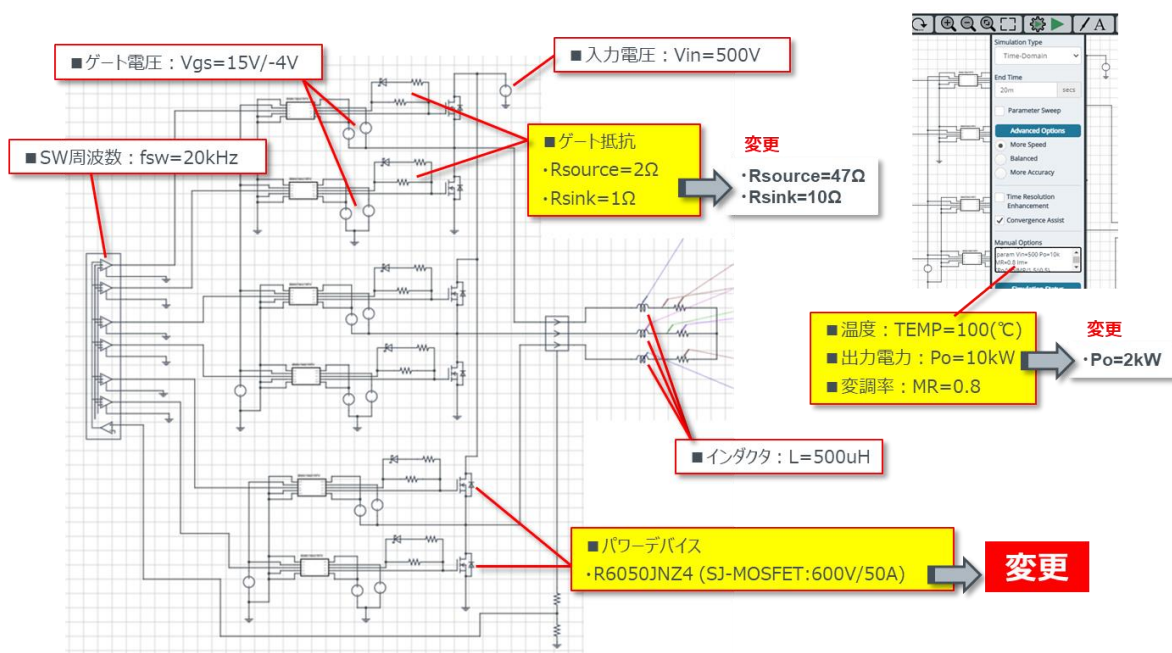 ■ゲート電圧：Vgs=15V/-4V
■入力電圧：Vin=500V
■SW周波数：fsw=20kHz
■ゲート抵抗
・Rsource=2Ω
・Rsink=1Ω
変更
・Rsource=47Ω
・Rsink=10Ω
A
Simulation Type
Time-Domain
End Time
20m
secs
Parameter Sweep
Advanced Options
More Speed
Balanced
More Accuracy
Time Resolution
Enhancement
Convergence Assist
Manual Options
param Vin=500 Po=10k
■温度：TEMP=100(℃)
■出力電力：Po=10kW
■変調率：MR=0.8
変更
・Po=2kW
■インダクタ：L=500uH
■パワーデバイス
・R6050JNZ4 (SJ-MOSFET:600V/50A)
変更